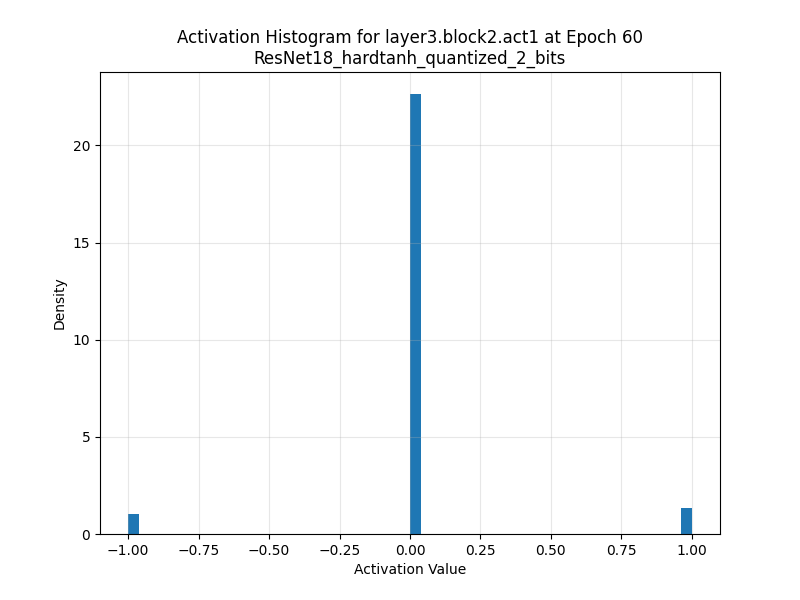 Activation Histogram for layer3.block2.act1 at Epoch 60
ResNet18_hardtanh_quantized_2_bits
Density
20
15
10
5
0
−1.00 −0.75 −0.50 −0.25 0.00 0.25 0.50 0.75 1.00
Activation Value